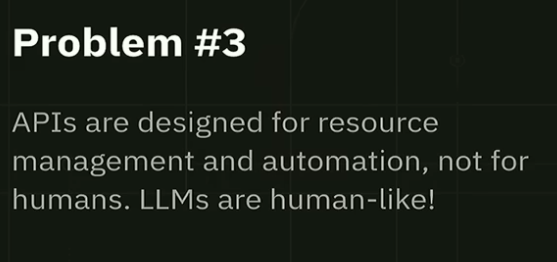 Problem #3
APIs are designed for resource
management and automation, not for
humans. LLMs are human-like!